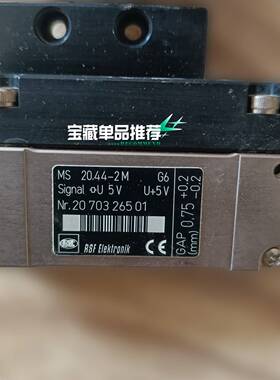 宝藏单品推荐
RECOMMEND
MS 20.44-2M G6
Signal ⌑U 5V U+5V
Nr. 20 703 265 01
RSF Elektronik
CE
GAP 0,75 +0.2 -0.2
(mm)